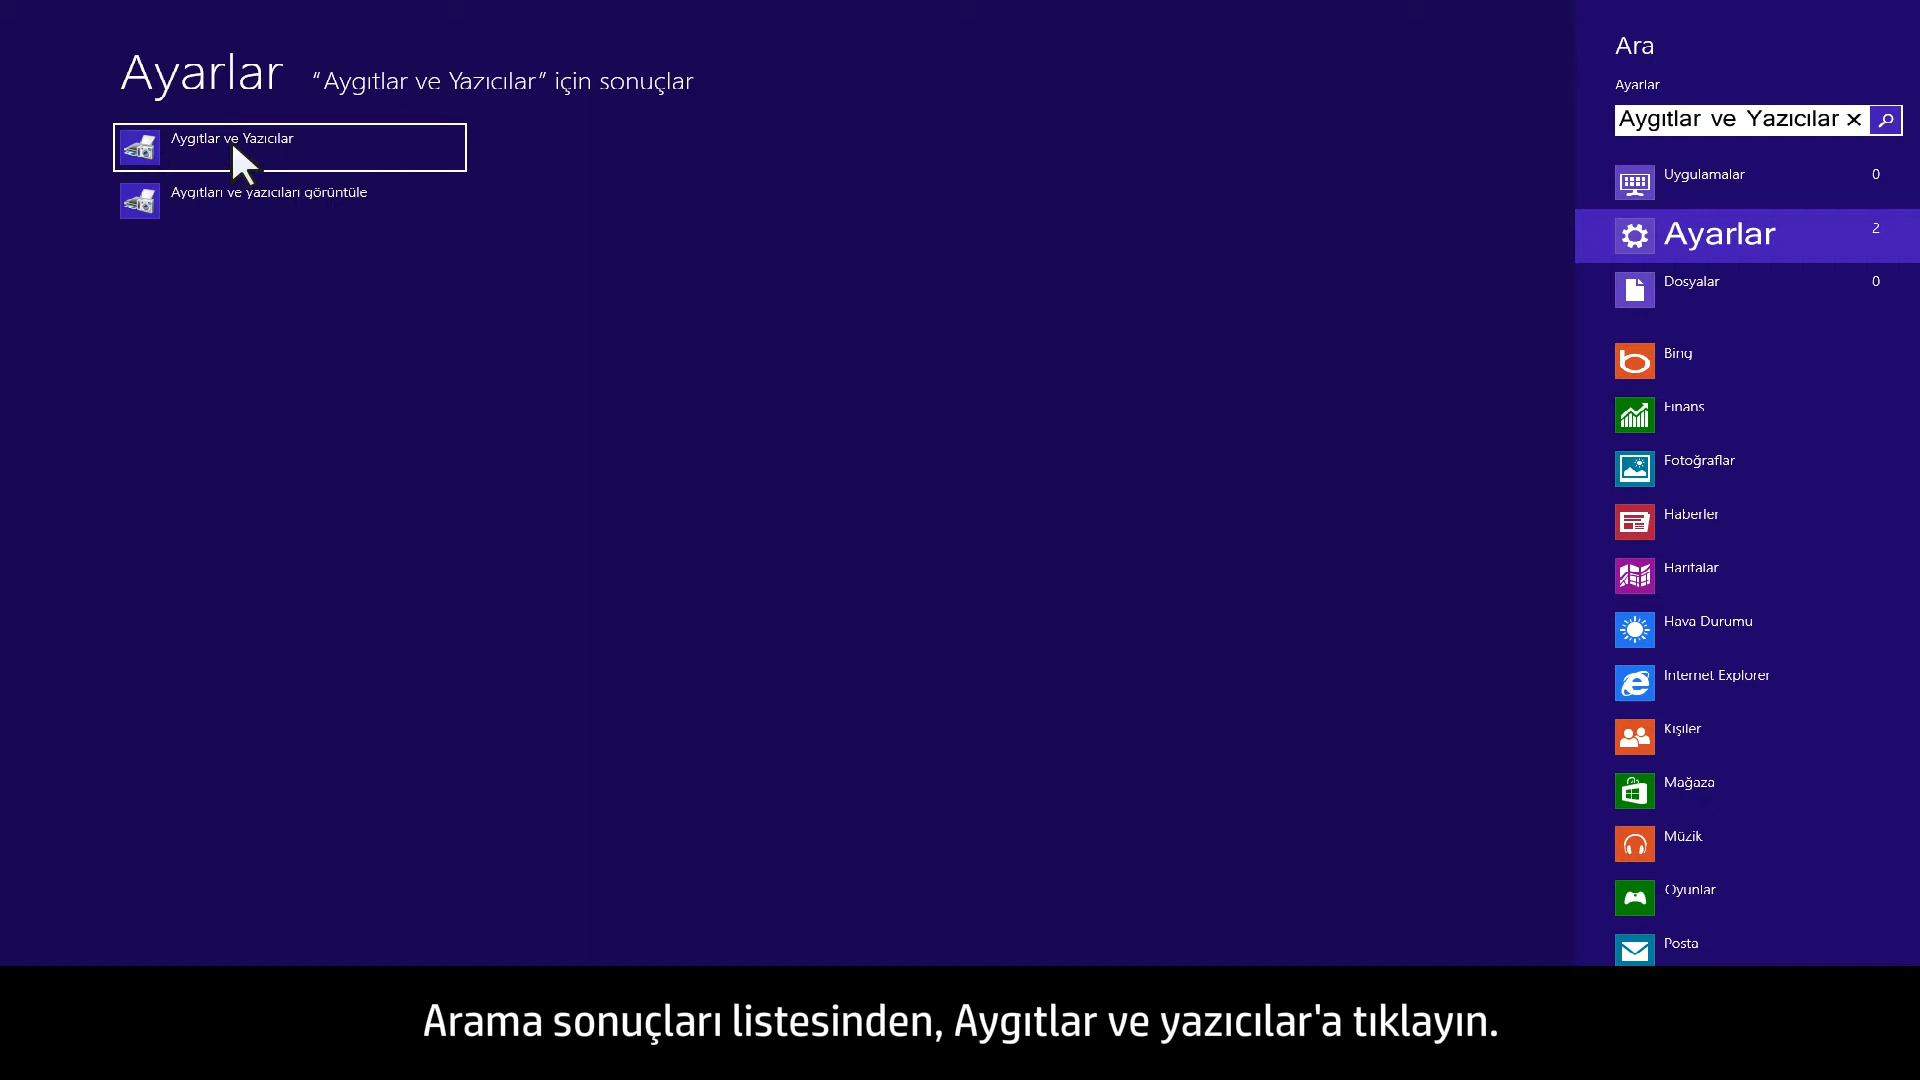 Ayarlar “Aygıtlar ve Yazıcılar” için sonuçlar
Aygıtlar ve Yazıcılar
Aygıtları ve yazıcıları görüntüle
Ara
Ayarlar
Aygıtlar ve Yazıcılar
Uygulamalar 0
Ayarlar 2
Dosyalar 0
Bing
Finans
Fotoğraflar
Haberler
Haritalar
Hava Durumu
Internet Explorer
Kişiler
Mağaza
Müzik
Oyunlar
Posta
Arama sonuçları listesinden, Aygıtlar ve yazıcılar'a tıklayın.